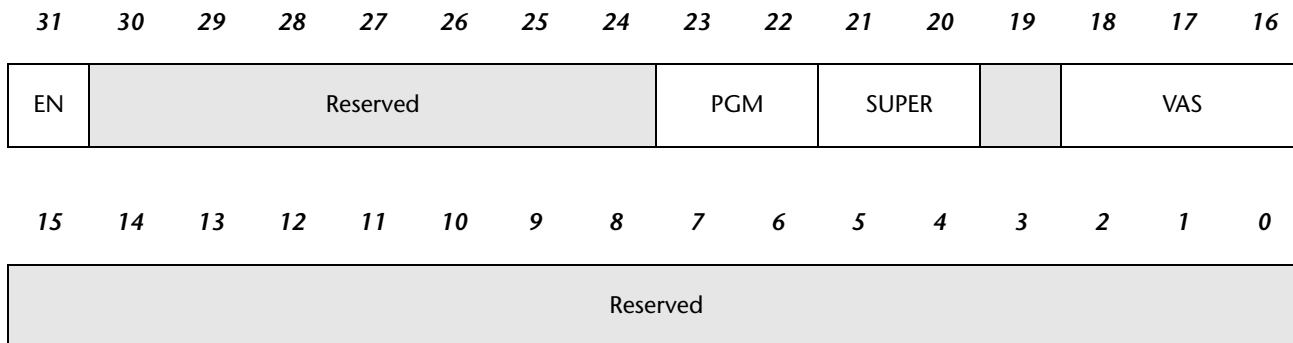 31 30 29 28 27 26 25 24 23 22 21 20 19 18 17 16
EN Reserved PGM SUPER VAS
15 14 13 12 11 10 9 8 7 6 5 4 3 2 1 0
Reserved